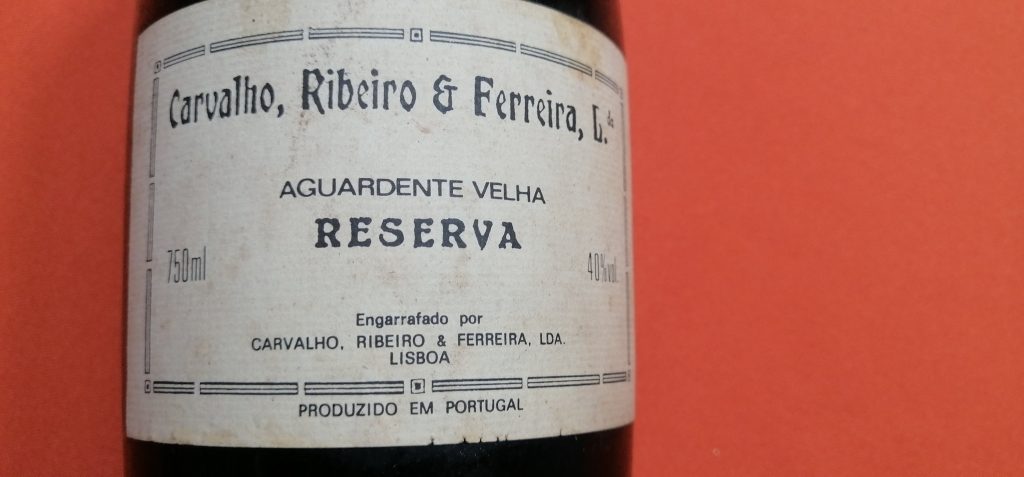 Carvalho, Ribeiro & Ferreira, L.da
AGUARDENTE VELHA
RESERVA
750ml 40%vol.
Engarrafado por
CARVALHO, RIBEIRO & FERREIRA, LDA.
LISBOA
PRODUZIDO EM PORTUGAL